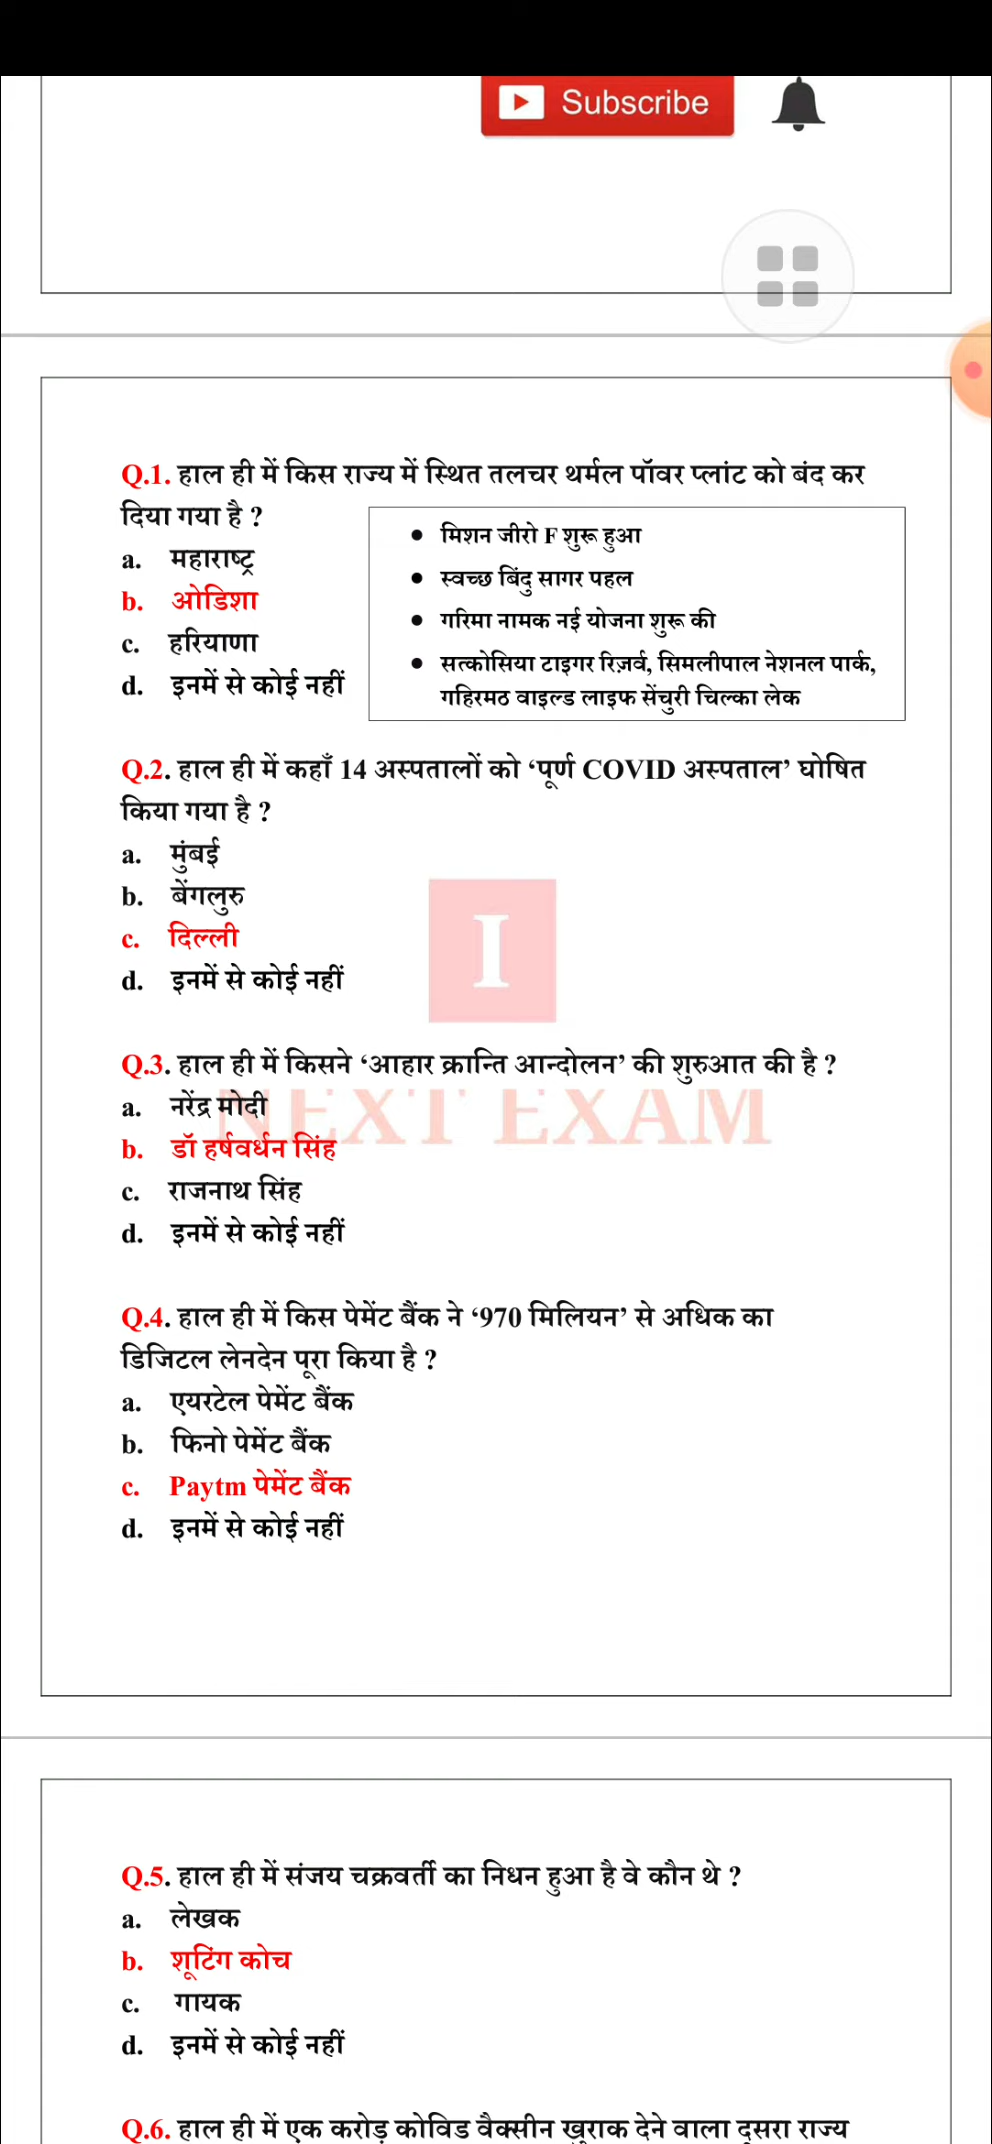 Subscribe
Q.1. हाल ही में किस राज्य में स्थित तलचर थर्मल पॉवर प्लांट को बंद कर
दिया गया है ?
a. महाराष्ट्र
b. ओडिशा
c. हरियाणा
d. इनमें से कोई नहीं
• मिशन जीरो F शुरू हुआ
• स्वच्छ बिंदु सागर पहल
• गरिमा नामक नई योजना शुरू की
• सत्कोसिया टाइगर रिज़र्व, सिमलीपाल नेशनल पार्क,
गहिरमठ वाइल्ड लाइफ सेंचुरी चिल्का लेक
Q.2. हाल ही में कहाँ 14 अस्पतालों को ‘पूर्ण COVID अस्पताल’ घोषित
किया गया है ?
a. मुंबई
b. बेंगलुरु
c. दिल्ली
d. इनमें से कोई नहीं
I
NEXT EXAM
Q.3. हाल ही में किसने ‘आहार क्रान्ति आन्दोलन’ की शुरुआत की है ?
a. नरेंद्र मोदी
b. डॉ हर्षवर्धन सिंह
c. राजनाथ सिंह
d. इनमें से कोई नहीं
Q.4. हाल ही में किस पेमेंट बैंक ने ‘970 मिलियन’ से अधिक का
डिजिटल लेनदेन पूरा किया है ?
a. एयरटेल पेमेंट बैंक
b. फिनो पेमेंट बैंक
c. Paytm पेमेंट बैंक
d. इनमें से कोई नहीं
Q.5. हाल ही में संजय चक्रवर्ती का निधन हुआ है वे कौन थे ?
a. लेखक
b. शूटिंग कोच
c. गायक
d. इनमें से कोई नहीं
Q.6. हाल ही में एक करोड़ कोविड वैक्सीन खुराक देने वाला दूसरा राज्य